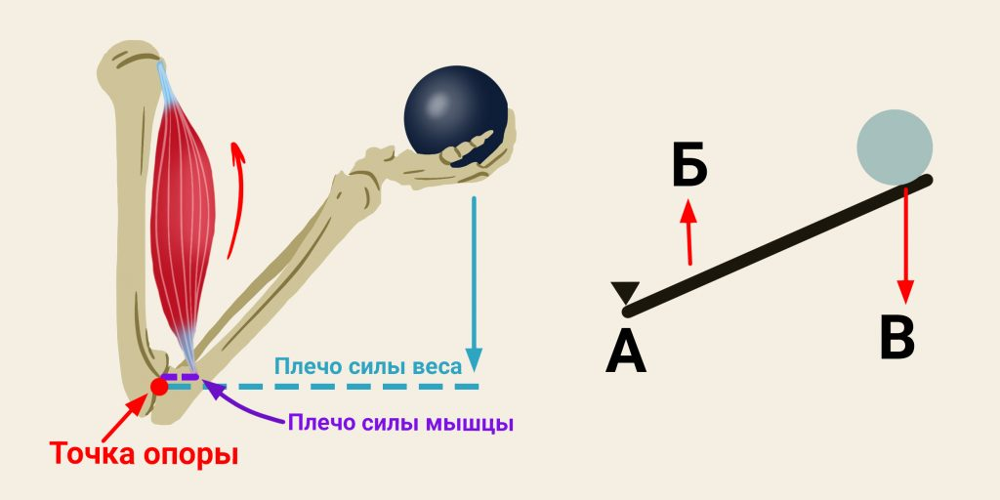 Плечо силы веса
Плечо силы мышцы
Точка опоры
Б
А
В